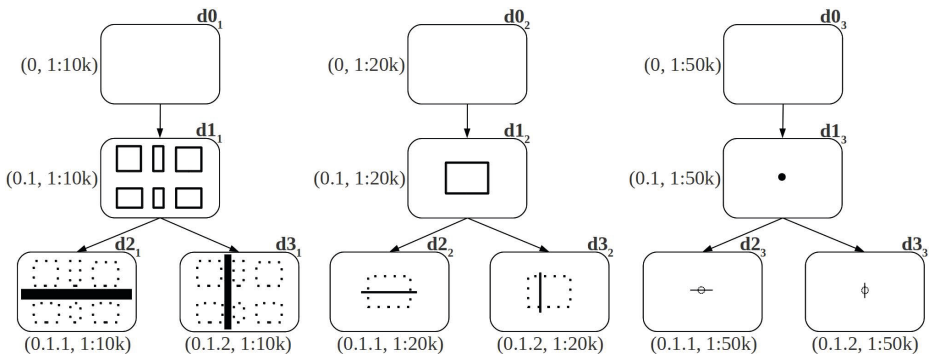 d0₁ d0₂ d0₃
(0, 1:10k) (0, 1:20k) (0, 1:50k)
d1₁ d1₂ d1₃
(0.1, 1:10k) (0.1, 1:20k) (0.1, 1:50k)
d2₁ d3₁ d2₂ d3₂ d2₃ d3₃
(0.1.1, 1:10k) (0.1.2, 1:10k) (0.1.1, 1:20k) (0.1.2, 1:20k) (0.1.1, 1:50k) (0.1.2, 1:50k)